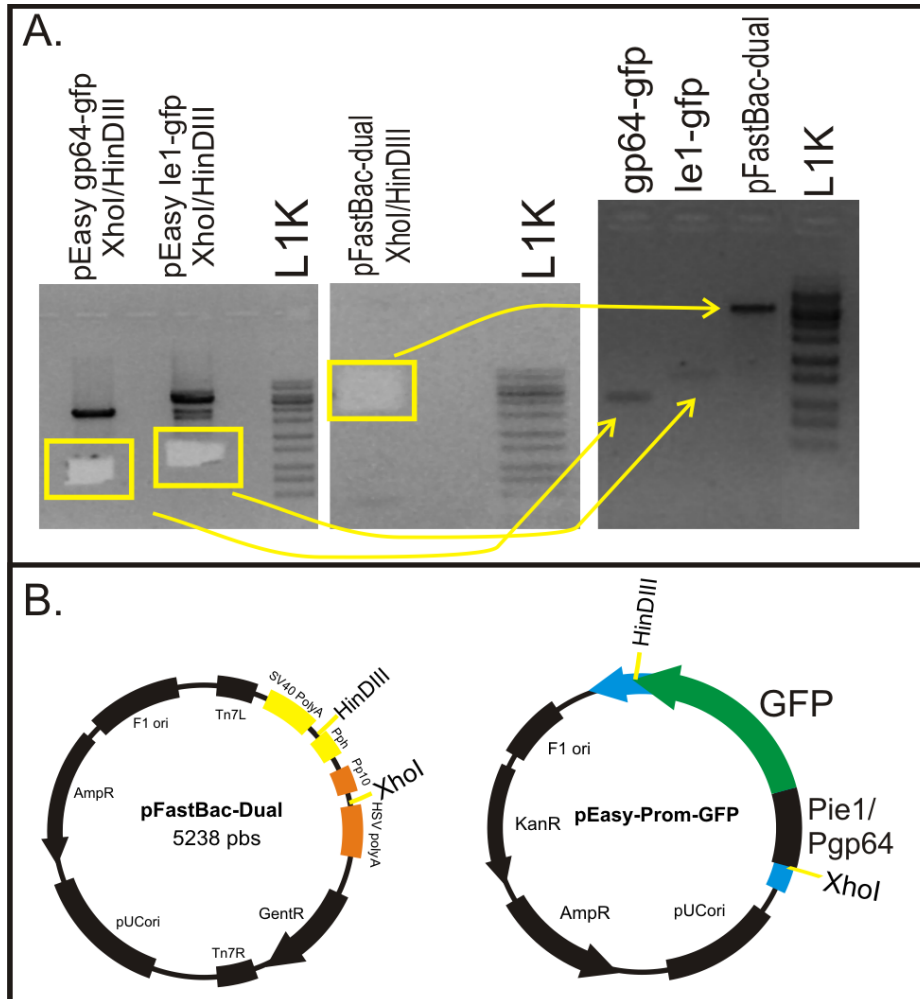 A.
pEasy gp64-gfp
XhoI/HinDIII
pEasy Ie1-gfp
XhoI/HinDIII
L1K
pFastBac-dual
XhoI/HinDIII
L1K
gp64-gfp
Ie1-gfp
pFastBac-dual
L1K
B.
SV40 PolyA
HinDIII
Tn7L
Pph
F1 ori
Pp10
XhoI
AmpR
pFastBac-Dual
5238 pbs
HSV polyA
GentR
pUCori
Tn7R
HinDIII
GFP
F1 ori
KanR
pEasy-Prom-GFP
Pie1/
Pgp64
XhoI
AmpR
pUCori